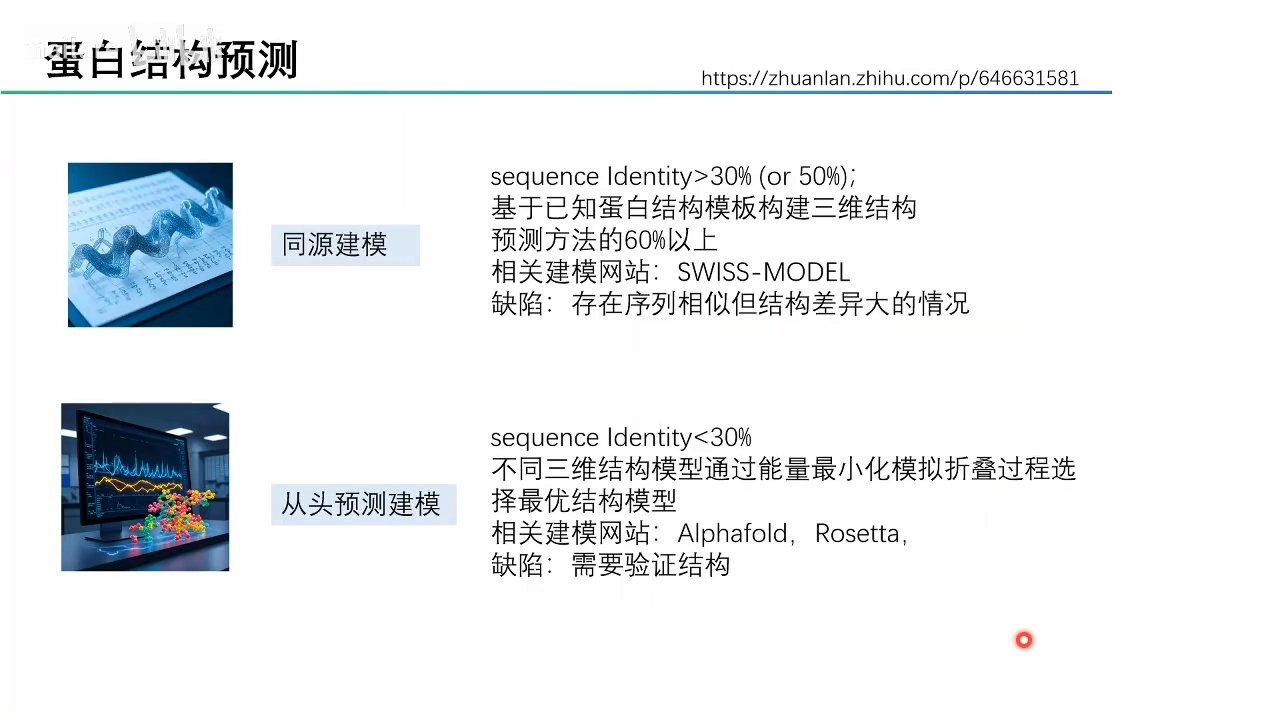 蛋白结构预测
https://zhuanlan.zhihu.com/p/646631581
sequence Identity>30% (or 50%);
基于已知蛋白结构模板构建三维结构
同源建模
预测方法的60%以上
相关建模网站：SWISS-MODEL
缺陷：存在序列相似但结构差异大的情况
sequence Identity<30%
不同三维结构模型通过能量最小化模拟折叠过程选
择最优结构模型
从头预测建模
相关建模网站：Alphafold，Rosetta，
缺陷：需要验证结构